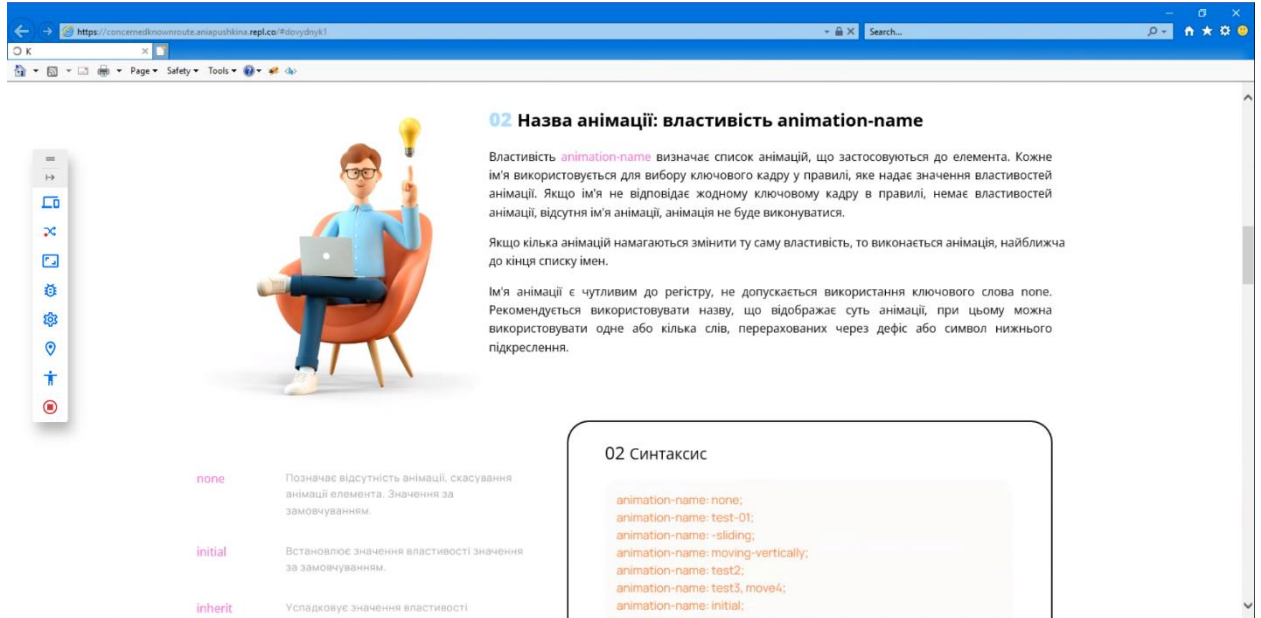 https://concernedknownroute.aniapushkina.repl.co/#dovydnyk1
Search...
K
Page Safety Tools
02 Назва анімації: властивість animation-name
Властивість animation-name визначає список анімацій, що застосовуються до елемента. Кожне
ім'я використовується для вибору ключового кадру у правилі, яке надає значення властивостей
анімації. Якщо ім'я не відповідає жодному ключовому кадру в правилі, немає властивостей
анімації, відсутня ім'я анімації, анімація не буде виконуватися.
Якщо кілька анімацій намагаються змінити ту саму властивість, то виконається анімація, найближча
до кінця списку імен.
Ім'я анімації є чутливим до регістру, не допускається використання ключового слова none.
Рекомендується використовувати назву, що відображає суть анімації, при цьому можна
використовувати одне або кілька слів, перерахованих через дефіс або символ нижнього
підкреслення.
none
Позначає відсутність анімації, скасування
анімації елемента. Значення за
замовчуванням.
initial
Встановлює значення властивості значення
за замовчуванням.
inherit
Успадковує значення властивості
02 Синтаксис
animation-name: none;
animation-name: test-01;
animation-name: -sliding;
animation-name: moving-vertically;
animation-name: test2;
animation-name: test3, move4;
animation-name: initial;